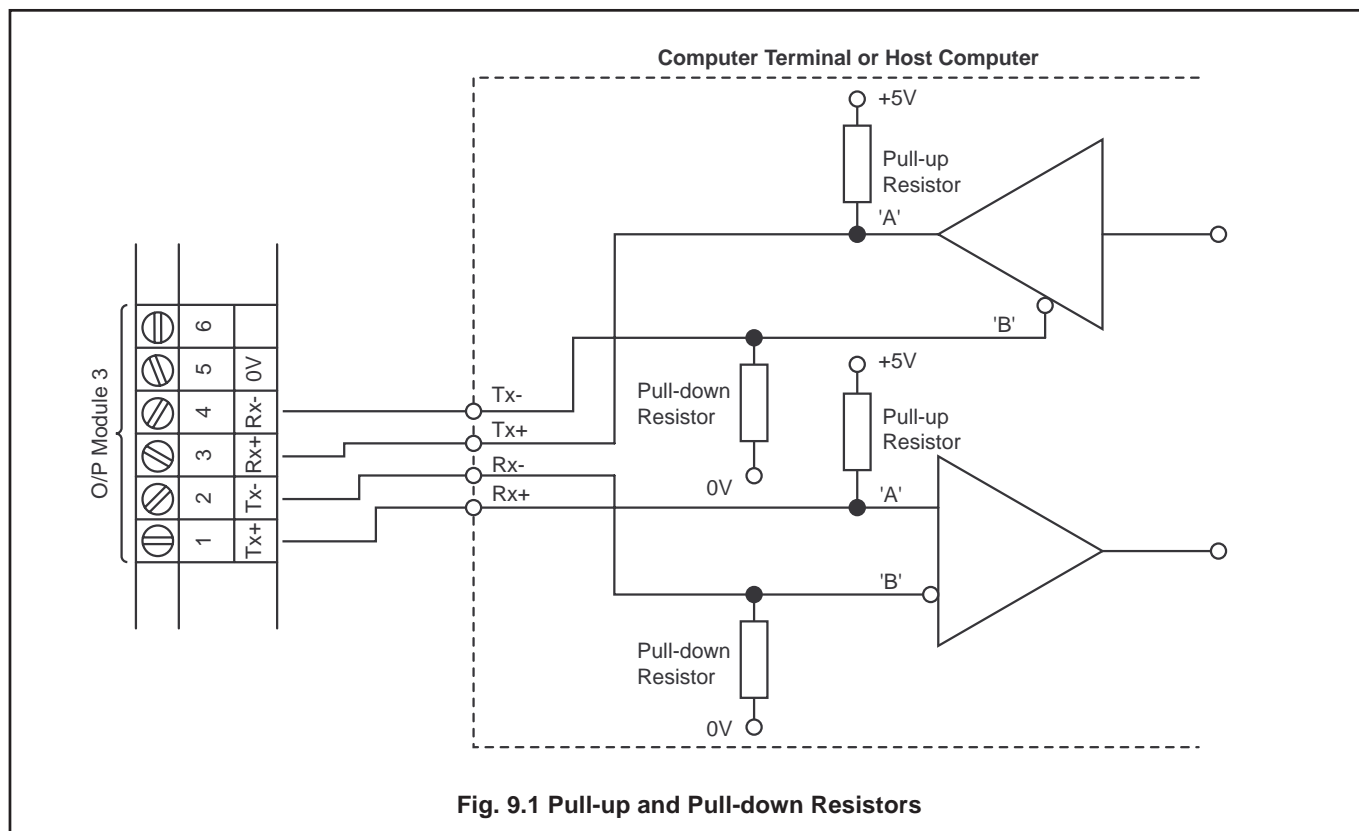 Computer Terminal or Host Computer
+5V
Pull-up
Resistor
'A'
'B'
O/P Module 3
6
5 0V
4 Rx-
3 Rx+
2 Tx-
1 Tx+
Tx-
Tx+
Rx-
Rx+
Pull-down
Resistor
0V
+5V
Pull-up
Resistor
'A'
'B'
Pull-down
Resistor
0V
Fig. 9.1 Pull-up and Pull-down Resistors